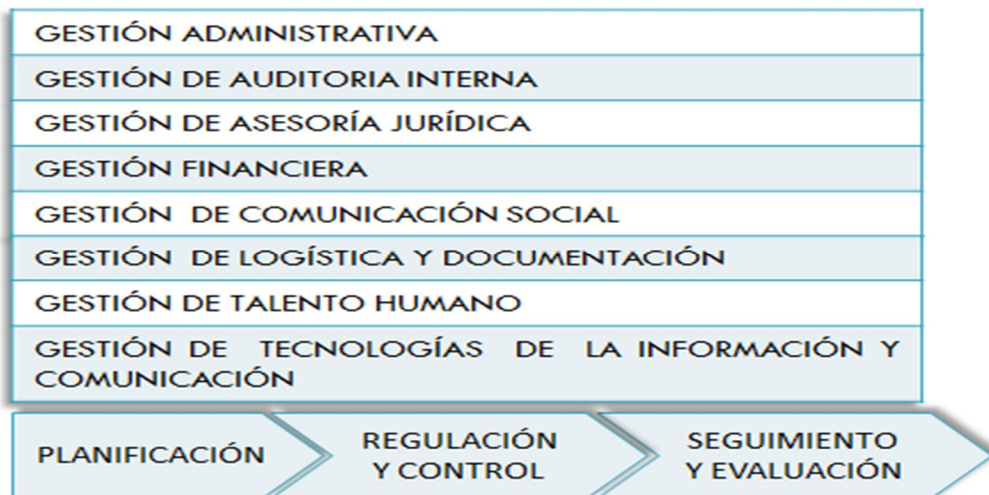 GESTIÓN ADMINISTRATIVA
GESTIÓN DE AUDITORIA INTERNA
GESTIÓN DE ASESORÍA JURÍDICA
GESTIÓN FINANCIERA
GESTIÓN DE COMUNICACIÓN SOCIAL
GESTIÓN DE LOGÍSTICA Y DOCUMENTACIÓN
GESTIÓN DE TALENTO HUMANO
GESTIÓN DE TECNOLOGÍAS DE LA INFORMACIÓN Y
COMUNICACIÓN
PLANIFICACIÓN
REGULACIÓN
Y CONTROL
SEGUIMIENTO
Y EVALUACIÓN